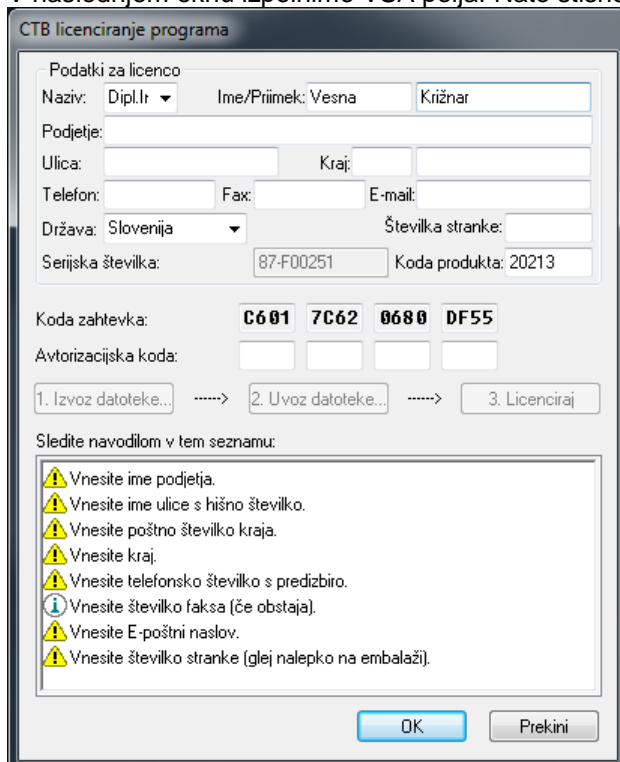 CTB licenciranje programa
Podatki za licenco
Naziv: Dipl.Ir Ime/Priimek: Vesna Križnar
Podjetje:
Ulica: Kraj:
Telefon: Fax: E-mail:
Država: Slovenija Številka stranke:
Serijska številka: 87-F00251 Koda produkta: 20213
Koda zahtevka: C601 7C62 0680 DF55
Avtorizacijska koda:
1. Izvoz datoteke... -----> 2. Uvoz datoteke... -----> 3. Licenciraj
Sledite navodilom v tem seznamu:
Vnesite ime podjetja.
Vnesite ime ulice s hišno številko.
Vnesite poštno številko kraja.
Vnesite kraj.
Vnesite telefonsko številko s predizbiro.
Vnesite številko faksa (če obstaja).
Vnesite E-poštni naslov.
Vnesite številko stranke (glej nalepko na embalaži).
OK Prekini